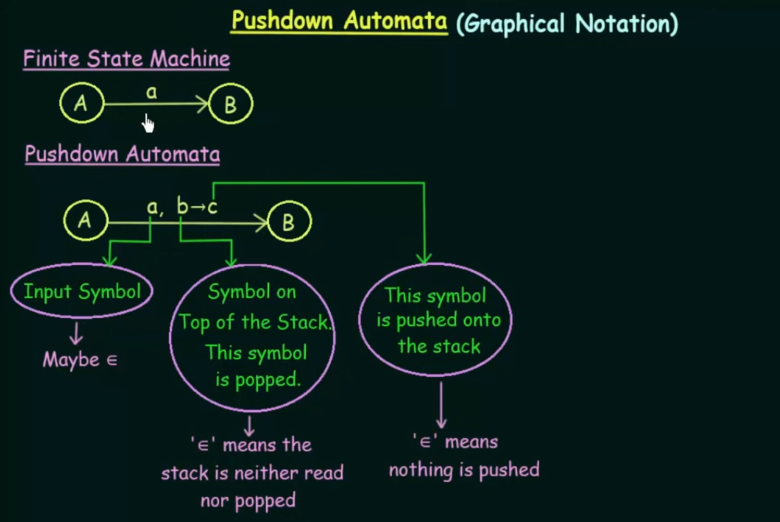 Pushdown Automata (Graphical Notation)
Finite State Machine
A a B
Pushdown Automata
A a, b→c B
Input Symbol
Maybe ∈
Symbol on
Top of the Stack.
This symbol
is popped.
'∈' means the
stack is neither read
nor popped
This symbol
is pushed onto
the stack
'∈' means
nothing is pushed